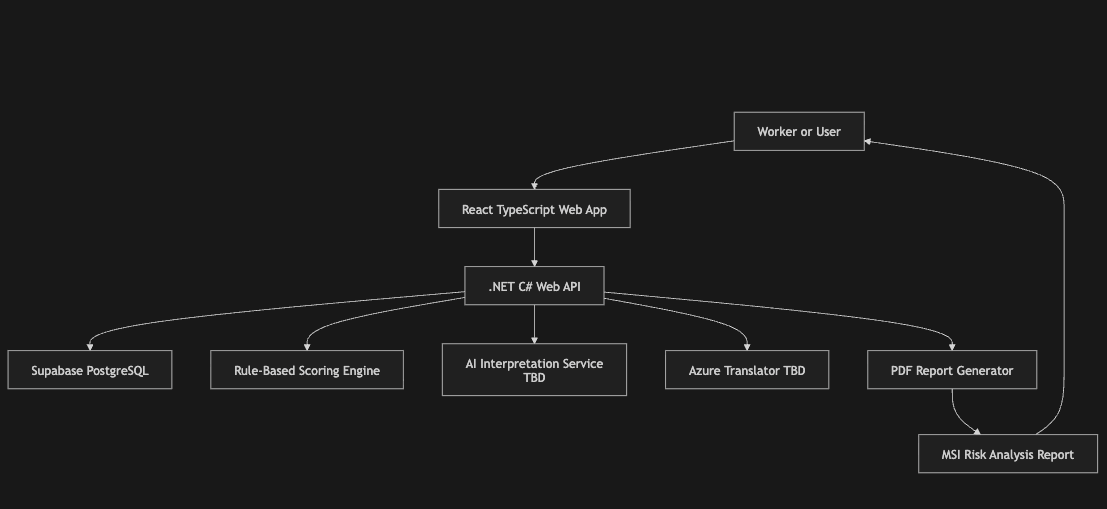 Worker or User
React TypeScript Web App
.NET C# Web API
Supabase PostgreSQL
Rule-Based Scoring Engine
AI Interpretation Service
TBD
Azure Translator TBD
PDF Report Generator
MSI Risk Analysis Report